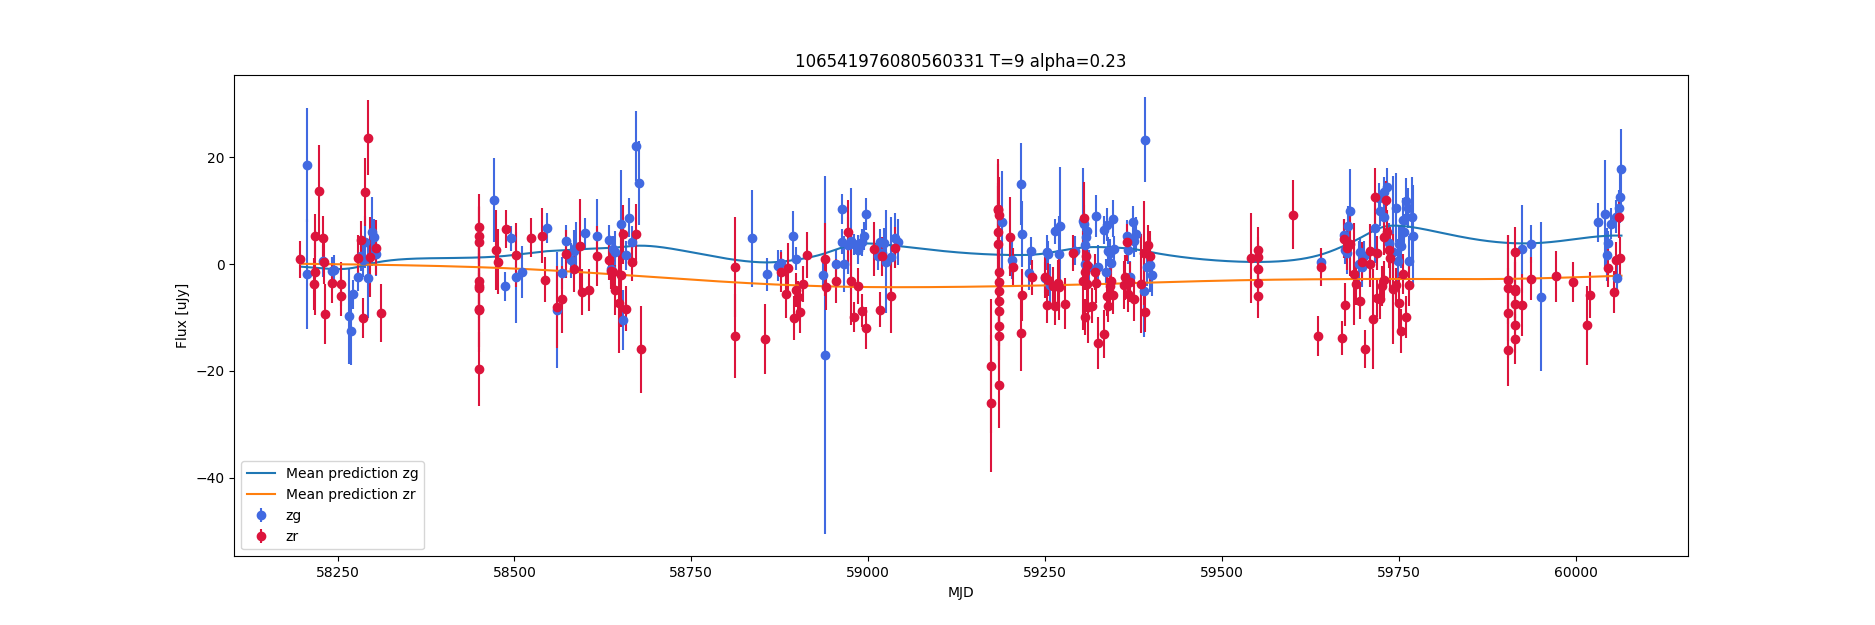 106541976080560331 T=9 alpha=0.23
Flux [uJy]
20
0
−20
−40
Mean prediction zg
Mean prediction zr
zg
zr
58250 58500 58750 59000 59250 59500 59750 60000
MJD